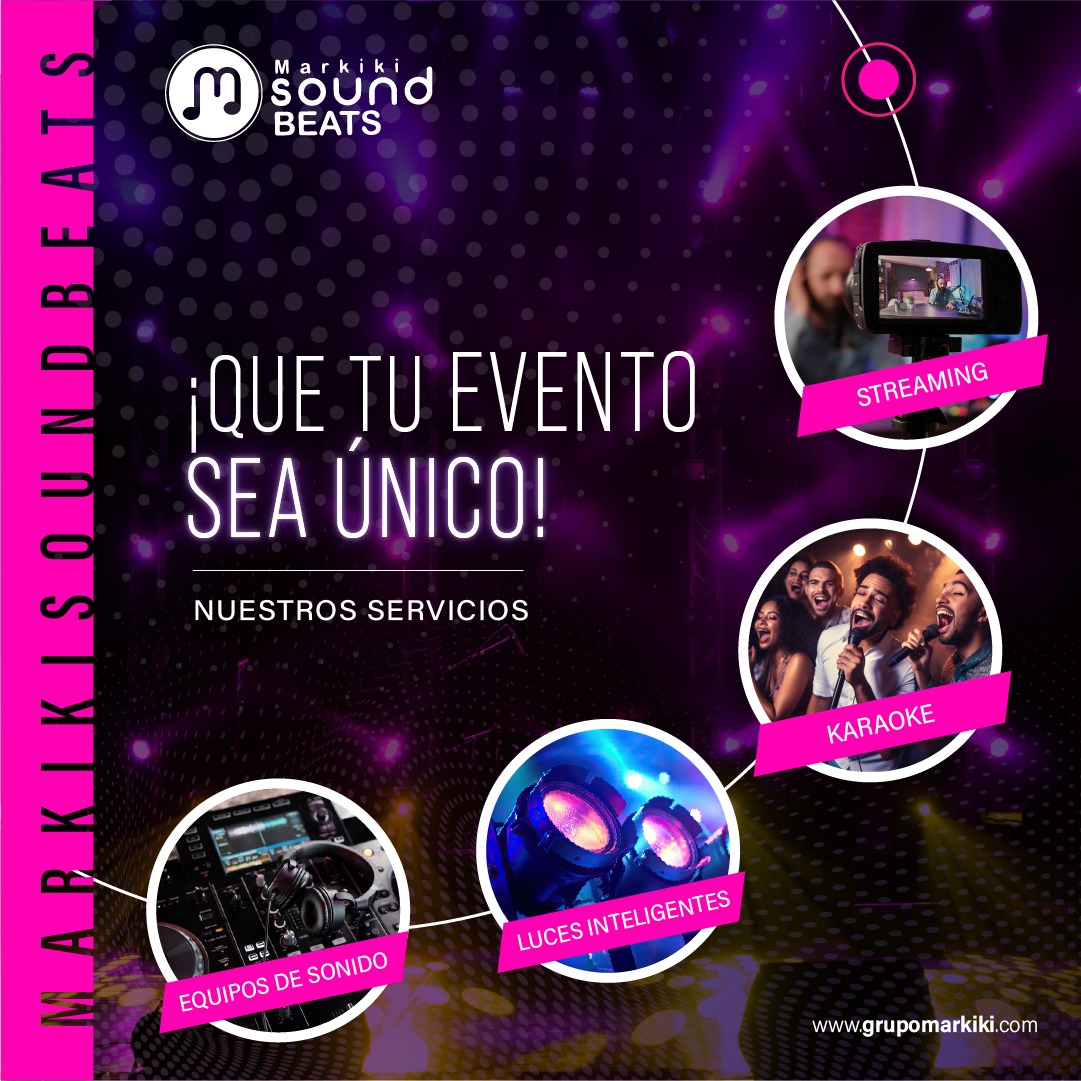 MARKIKISOUNDBEATS
Markiki
sound
BEATS
¡QUE TU EVENTO
SEA ÚNICO!
NUESTROS SERVICIOS
STREAMING
KARAOKE
LUCES INTELIGENTES
EQUIPOS DE SONIDO
www.grupomarkiki.com